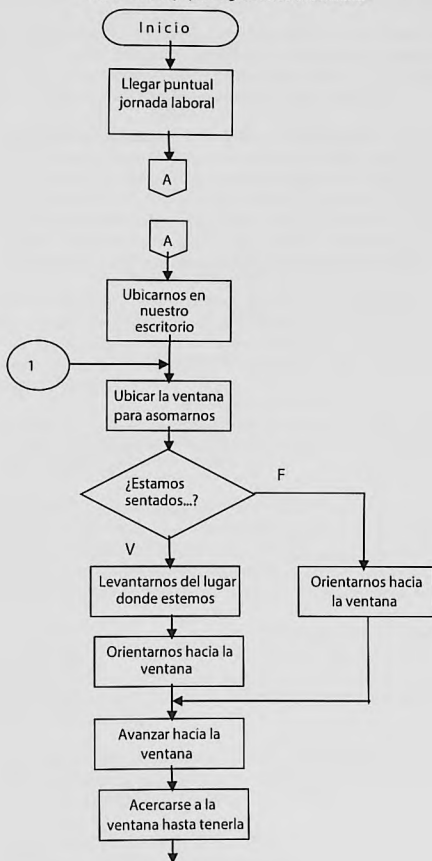 Inicio
Llegar puntual
jornada laboral
A
A
Ubicarnos en
nuestro
escritorio
1
Ubicar la ventana
para asomarnos
¿Estamos
sentados...?
F
V
Levantarnos del lugar
donde estemos
Orientarnos hacia
la ventana
Orientarnos hacia la
ventana
Avanzar hacia la
ventana
Acercarse a la
ventana hasta tenerla